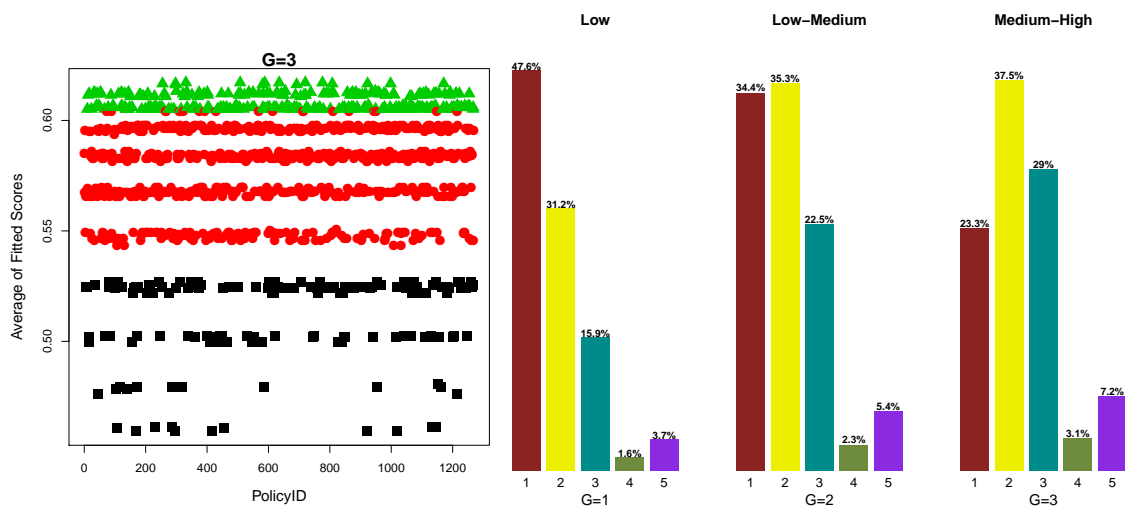 G=3
Average of Fitted Scores
0.60
0.55
0.50
0 200 400 600 800 1000 1200
PolicyID
Low
47.6%
31.2%
15.9%
1.6%
3.7%
1 2 3 4 5
G=1
Low−Medium
34.4%
35.3%
22.5%
2.3%
5.4%
1 2 3 4 5
G=2
Medium−High
23.3%
37.5%
29%
3.1%
7.2%
1 2 3 4 5
G=3